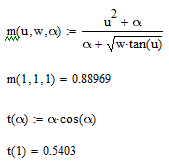 m(u,w,α) := (u² + α) / (α + √(w·tan(u)))
m(1,1,1) = 0.88969
t(α) := α·cos(α)
t(1) = 0.5403